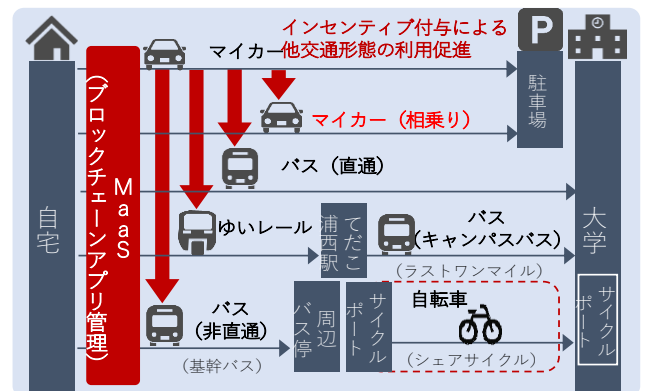 インセンティブ付与による
他交通形態の利用促進
マイカー
P
駐車場
マイカー（相乗り）
バス（直通）
自宅
MaaS
(ブロックチェーンアプリ管理)
ゆいレール
てだこ
浦西駅
バス
(キャンパスバス)
(ラストワンマイル)
大学
バス
(非直通)
(基幹バス)
周辺
バス停
サイクル
ポート
自転車
(シェアサイクル)
サイクル
ポート